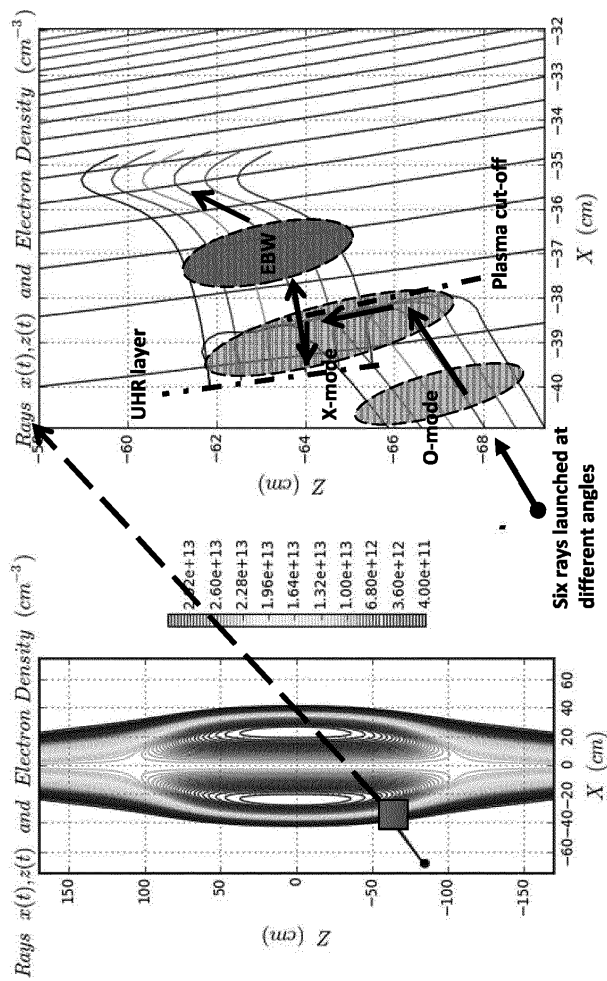 Rays x(t),z(t) and Electron Density (cm⁻³)
150
100
50
0
−50
−100
−150
Z (cm)
−60 −40 −20 0 20 40 60
X (cm)
2.60e+13
2.28e+13
1.96e+13
1.64e+13
1.32e+13
1.00e+13
6.80e+12
3.60e+12
4.00e+11
Rays x(t),z(t) and Electron Density (cm⁻³)
−60
−62
−64
−66
−68
Z (cm)
−40 −39 −38 −37 −36 −35 −34 −33 −32
X (cm)
UHR layer
EBW
X-mode
O-mode
Plasma cut-off
Six rays launched at
different angles